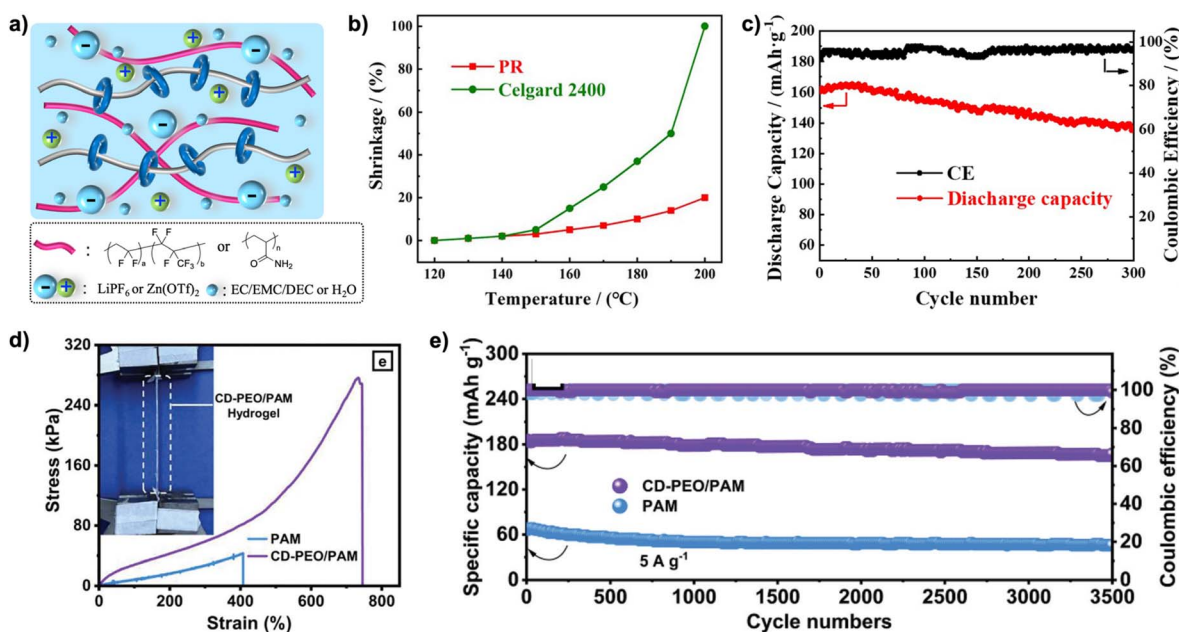 a)
- - + + + - + + - + -
: ( F F )a ( F F F CF3 )b or ( O NH2 )n
- + : LiPF6 or Zn(OTf)2 : EC/EMC/DEC or H2O
b)
100
80
60
40
20
0
Shrinkage / (%)
PR
Celgard 2400
120 140 160 180 200
Temperature / (°C)
c)
200
180
160
140
120
100
80
60
Discharge Capacity / (mAh·g-1)
CE
Diacharge capacity
100
80
60
40
20
0
Coulombic Efficiency / (%)
0 50 100 150 200 250 300
Cycle number
d)
320
240
160
80
0
Stress (kPa)
e
CD-PEO/PAM
Hydrogel
PAM
CD-PEO/PAM
0 200 400 600 800
Strain (%)
e)
300
240
180
120
60
0
Specific capacity (mAh g-1)
CD-PEO/PAM
PAM
5 A g-1
100
80
60
40
20
0
Coulombic efficiency (%)
0 500 1000 1500 2000 2500 3000 3500
Cycle numbers